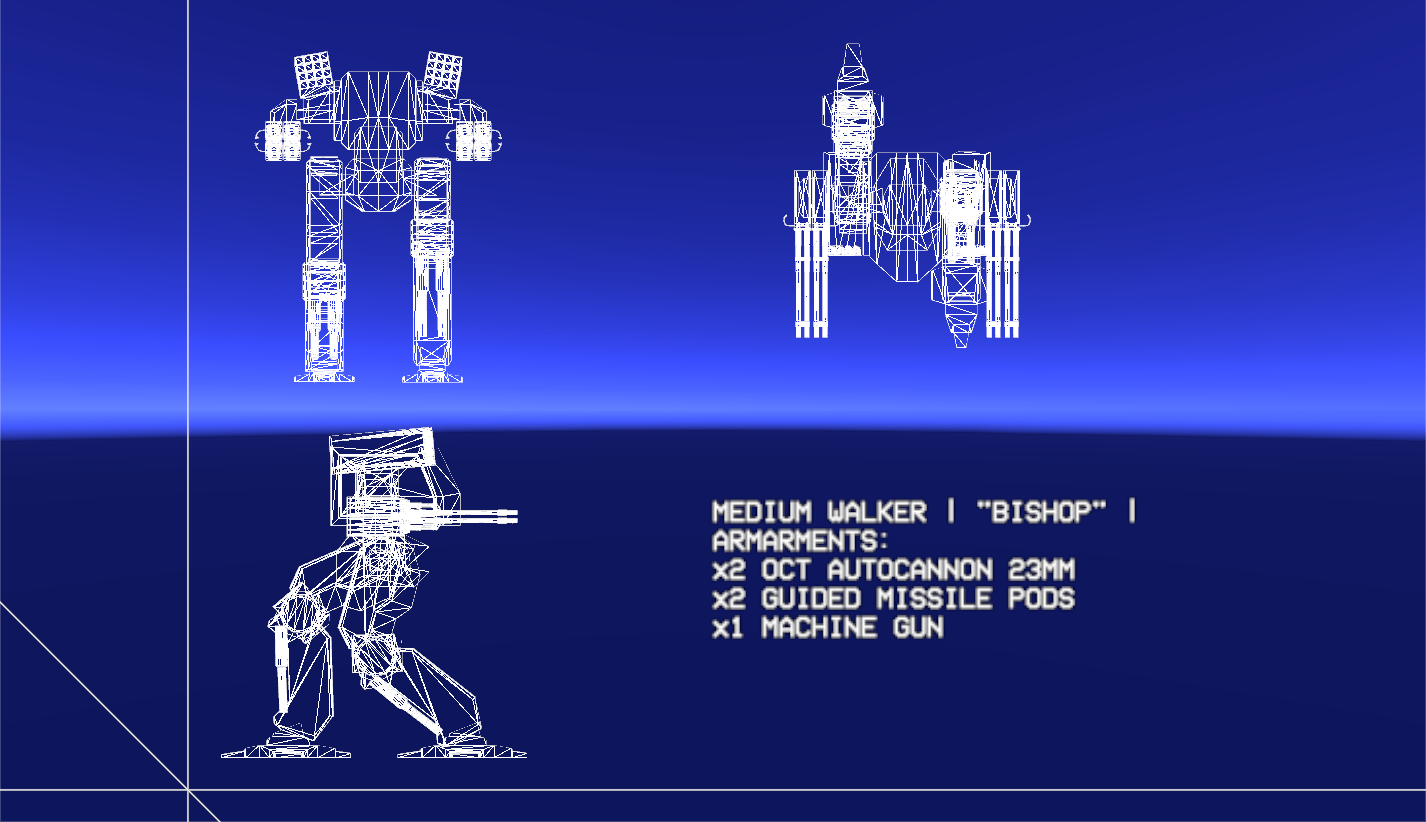 MEDIUM WALKER | "BISHOP" |
ARMARMENTS:
x2 OCT AUTOCANNON 23MM
x2 GUIDED MISSILE PODS
x1 MACHINE GUN